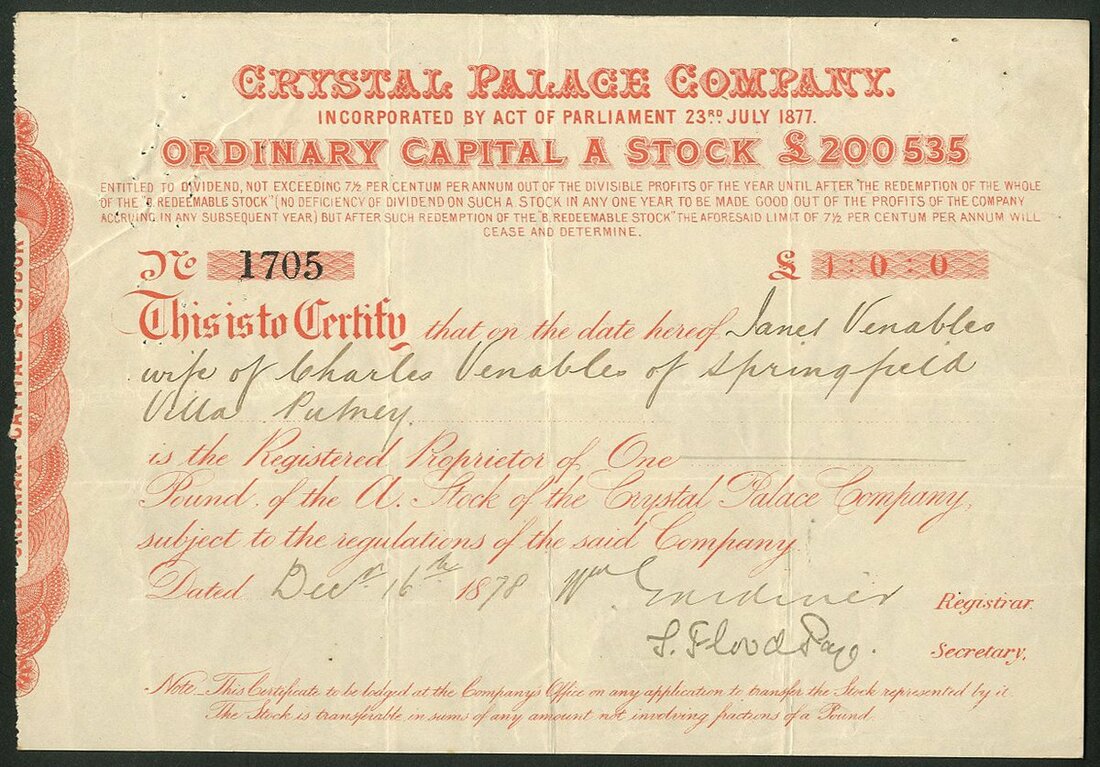 CRYSTAL PALACE COMPANY.
INCORPORATED BY ACT OF PARLIAMENT 23RD JULY 1877.
ORDINARY CAPITAL A STOCK £200535
ENTITLED TO DIVIDEND, NOT EXCEEDING 7½ PER CENTUM PER ANNUM OUT OF THE DIVISIBLE PROFITS OF THE YEAR UNTIL AFTER THE REDEMPTION OF THE WHOLE
OF THE "B. REDEEMABLE STOCK" (NO DEFICIENCY OF DIVIDEND ON SUCH A STOCK IN ANY ONE YEAR TO BE MADE GOOD OUT OF THE PROFITS OF THE COMPANY
ACCRUING IN ANY SUBSEQUENT YEAR) BUT AFTER SUCH REDEMPTION OF THE "B. REDEEMABLE STOCK" THE AFORESAID LIMIT OF 7½ PER CENTUM PER ANNUM WILL
CEASE AND DETERMINE.
No 1705 £ 1:0:0
This is to Certify that on the date hereof Janet Venables
wife of Charles Venables of Springfield
Villa Putney
is the Registered Proprietor of One
Pound, of the A. Stock of the Crystal Palace Company,
subject to the regulations of the said Company
Dated Decr 16th 1878 Wm Gardiner Registrar.
S. Flood Page. Secretary.
Note_ This Certificate to be lodged at the Company's Office on any application to transfer the Stock represented by it.
The Stock is transferable in sums of any amount not involving fractions of a Pound.
ORDINARY CAPITAL A STOCK